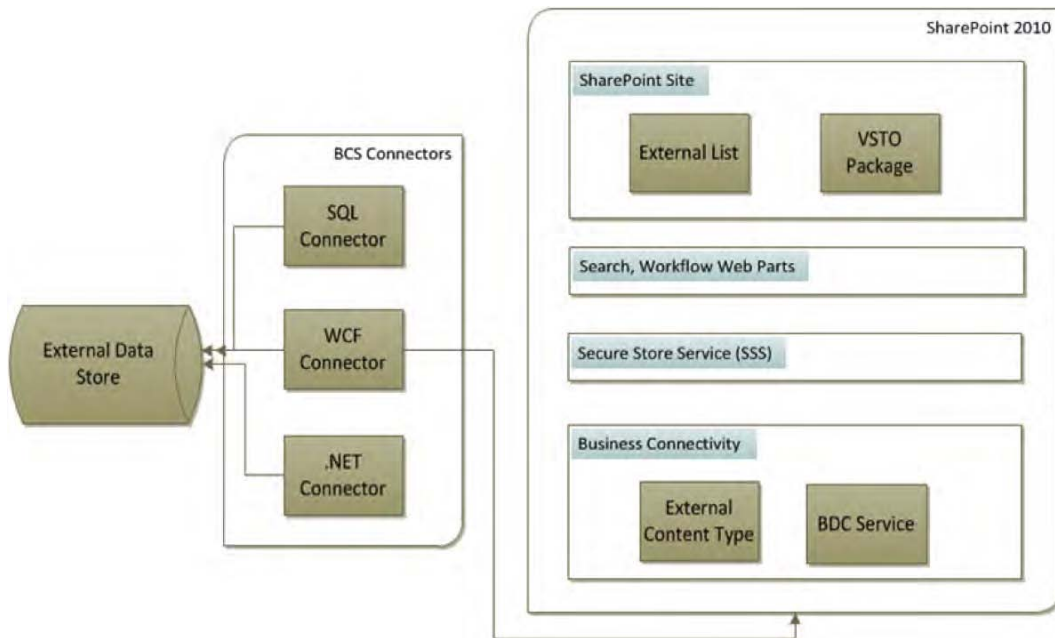 SharePoint 2010
SharePoint Site
External List
VSTO
Package
BCS Connectors
SQL
Connector
Search, Workflow Web Parts
External Data
Store
WCF
Connector
Secure Store Service (SSS)
.NET
Connector
Business Connectivity
External
Content Type
BDC Service